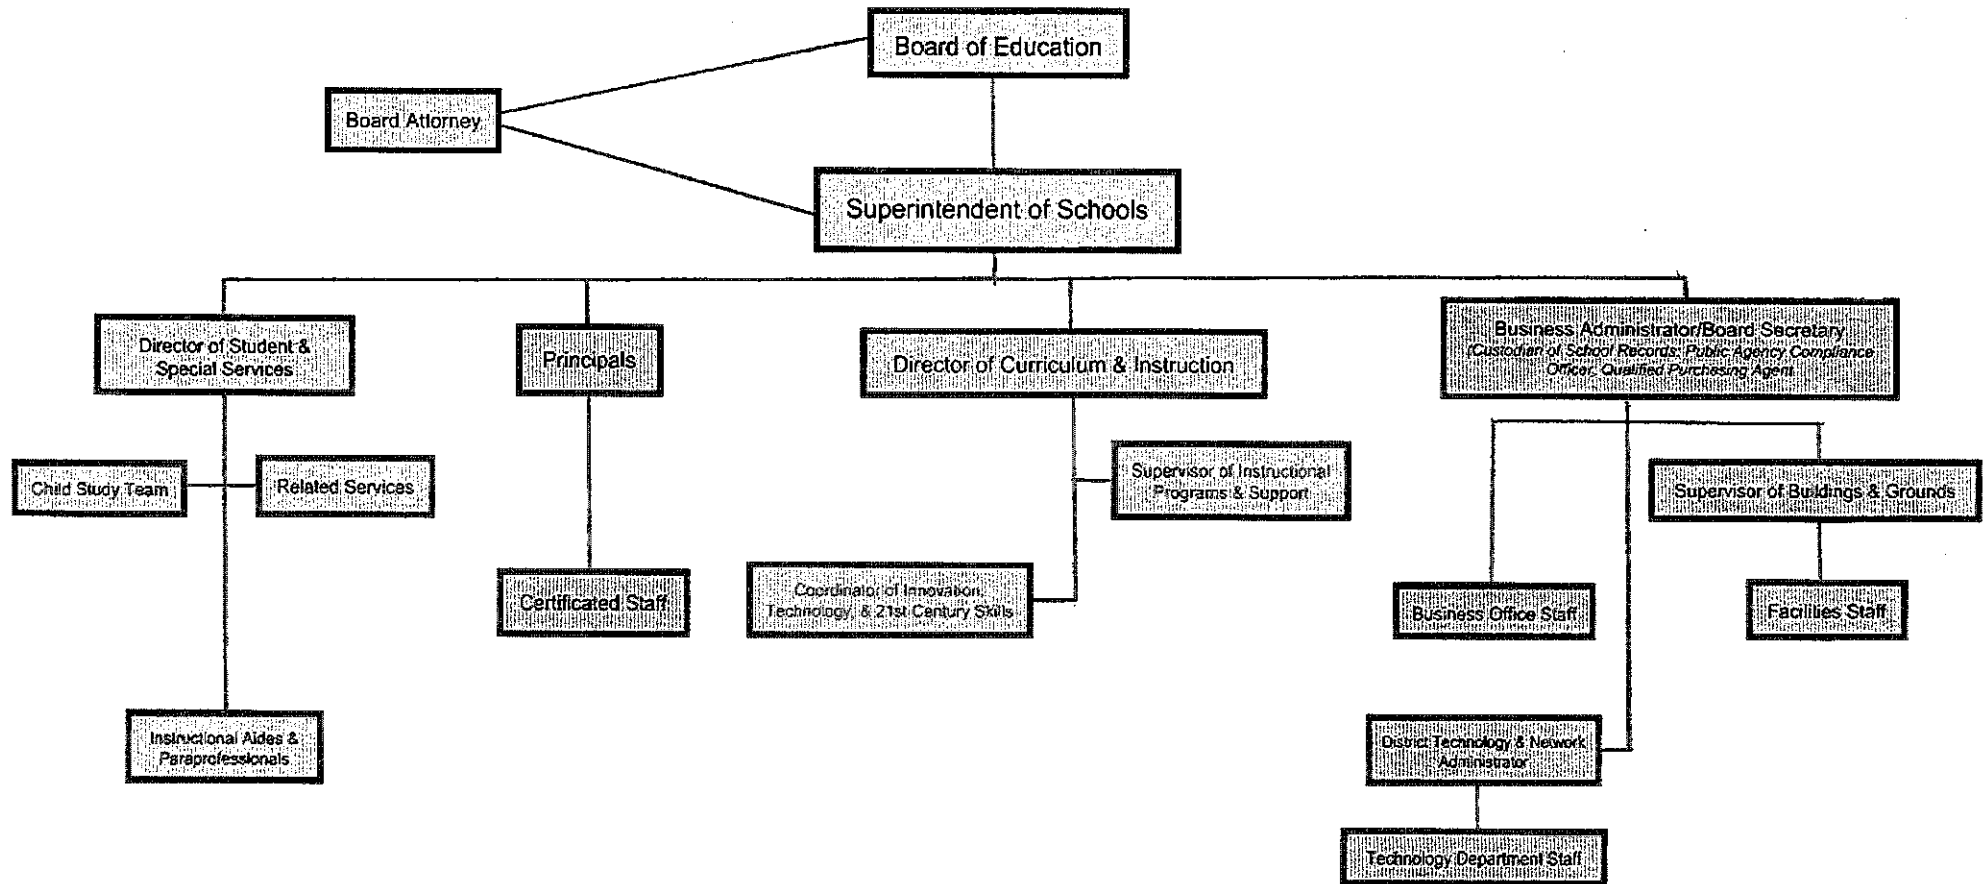 Board of Education
Board Attorney
Superintendent of Schools
Director of Student &
Special Services
Principals
Director of Curriculum & Instruction
Business Administrator/Board Secretary
(Custodian of School Records; Public Agency Compliance
Officer; Qualified Purchasing Agent
Child Study Team
Related Services
Supervisor of Instructional
Programs & Support
Supervisor of Buildings & Grounds
Certificated Staff
Coordinator of Innovation,
Technology, & 21st Century Skills
Business Office Staff
Facilities Staff
Instructional Aides &
Paraprofessionals
District Technology & Network
Administrator
Technology Department Staff